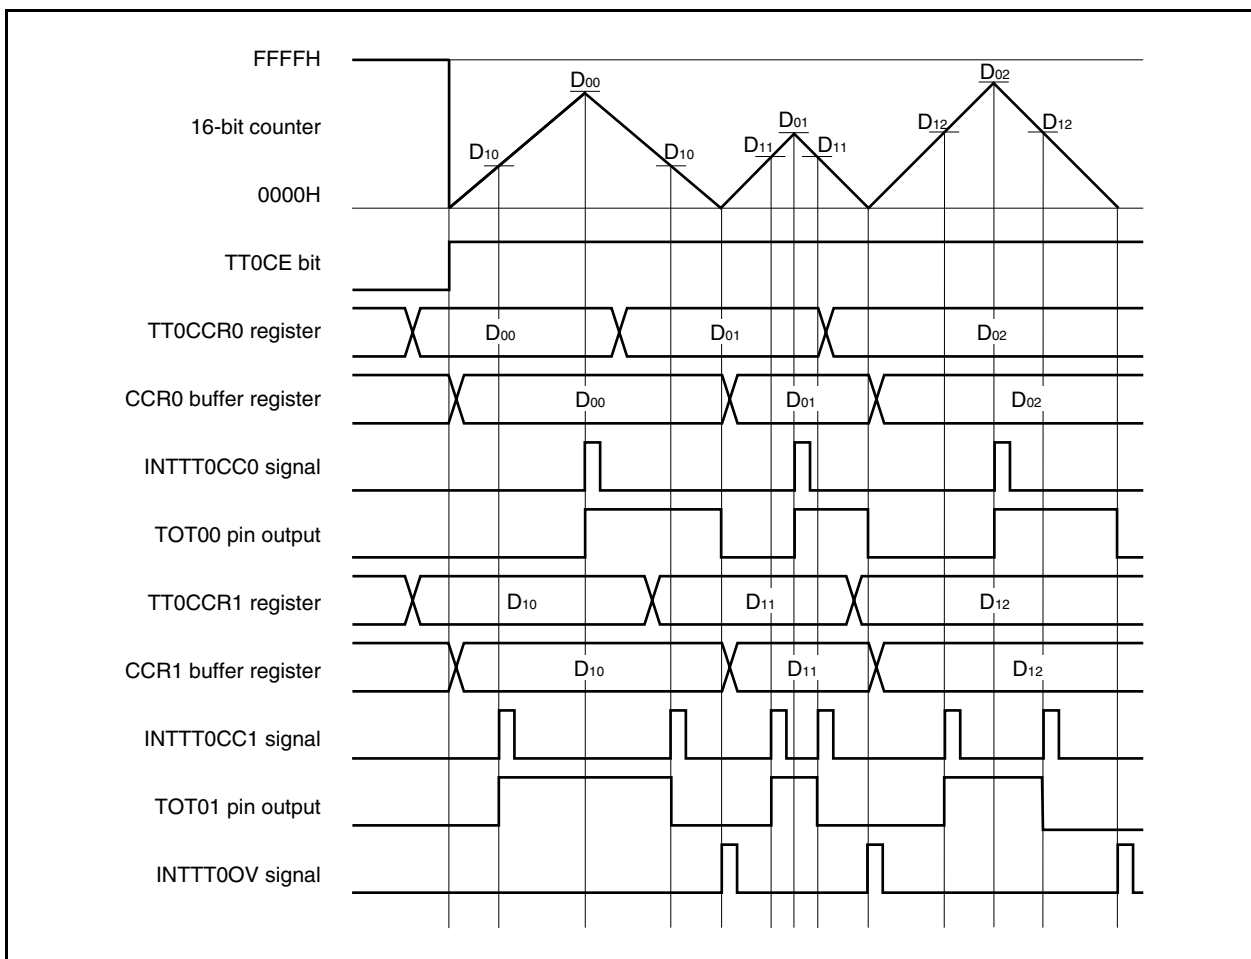 FFFFH
D00
D02
16-bit counter
D10
D10
D11
D01
D11
D12
D12
0000H
TT0CE bit
TT0CCR0 register
D00
D01
D02
CCR0 buffer register
D00
D01
D02
INTTT0CC0 signal
TOT00 pin output
TT0CCR1 register
D10
D11
D12
CCR1 buffer register
D10
D11
D12
INTTT0CC1 signal
TOT01 pin output
INTTT0OV signal